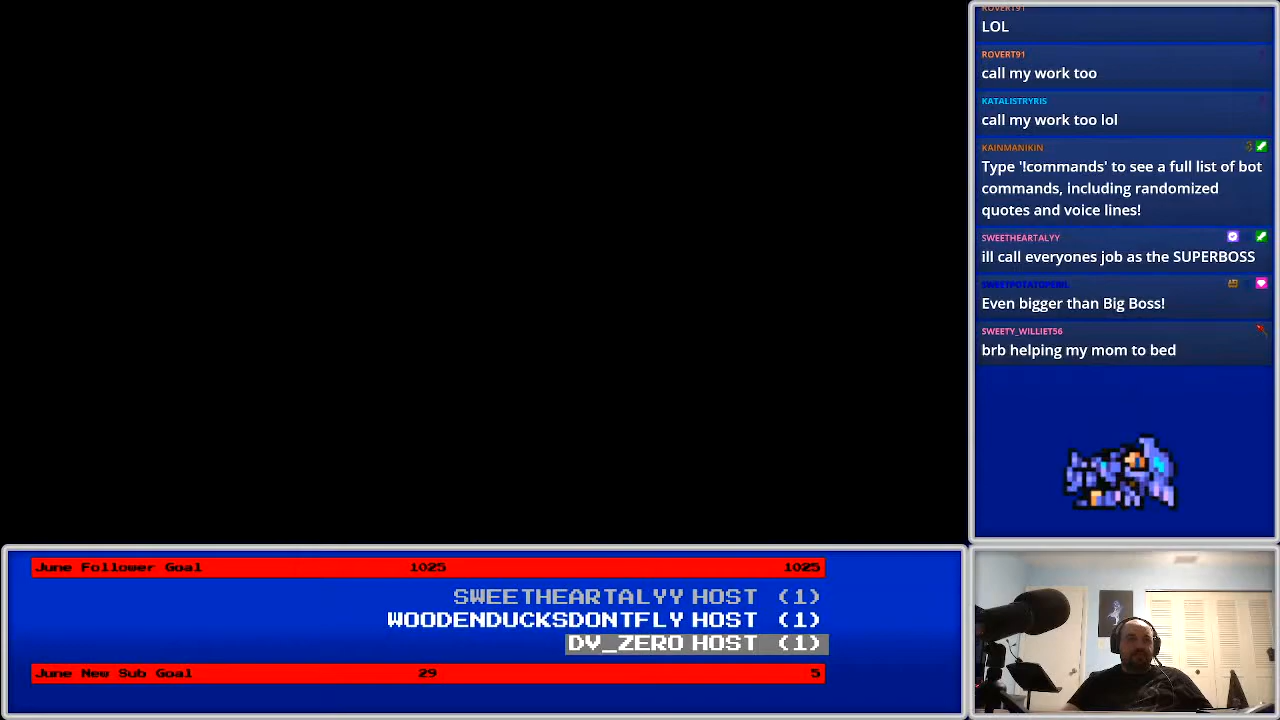 ROVERT91
LOL
ROVERT91
call my work too
KATALISTRYRIS
call my work too lol
KAINMANIKIN
Type '!commands' to see a full list of bot
commands, including randomized
quotes and voice lines!
SWEETHEARTALYY
ill call everyones job as the SUPERBOSS
SWEETPOTATOPERIL
Even bigger than Big Boss!
SWEETY_WILLIET56
brb helping my mom to bed
June Follower Goal 1025 1025
SWEETHEARTALYY HOST (1)
WOODENDUCKSDONTFLY HOST (1)
DV_ZERO HOST (1)
June New Sub Goal 29 5